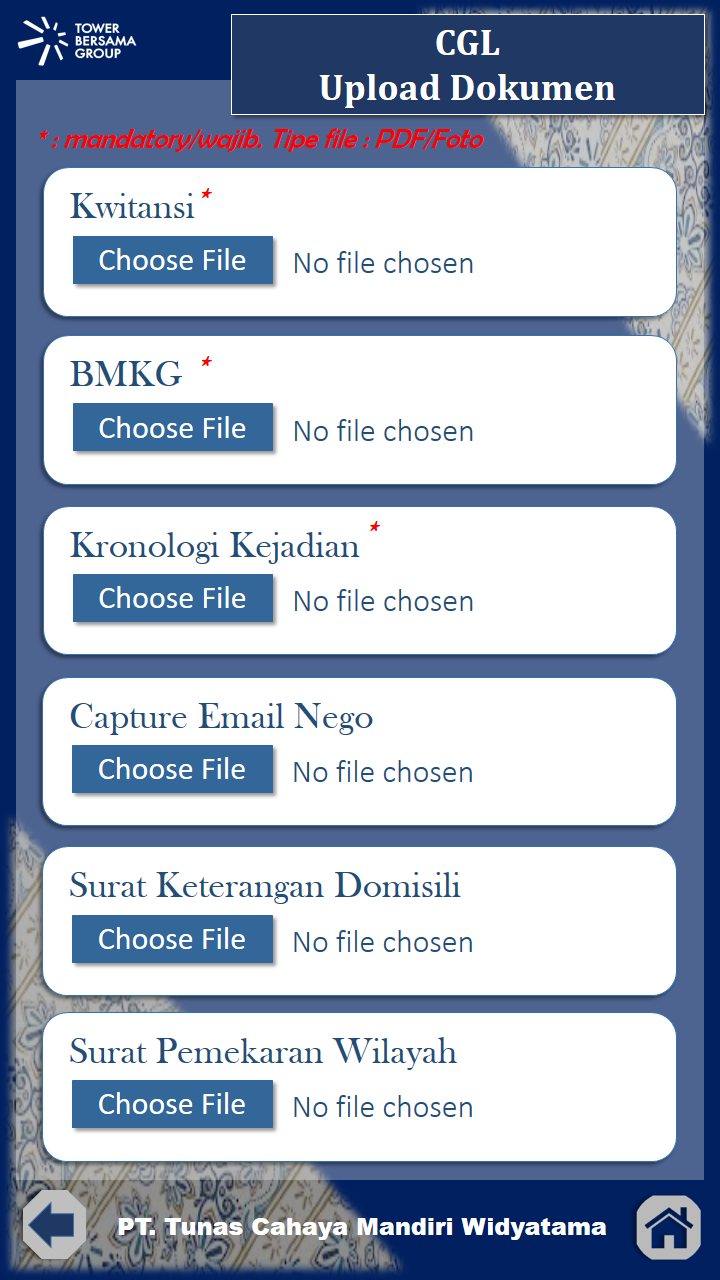 TOWER
BERSAMA
GROUP
CGL
Upload Dokumen
* : mandatory/wajib. Tipe file : PDF/Foto
Kwitansi *
Choose File No file chosen
BMKG *
Choose File No file chosen
Kronologi Kejadian *
Choose File No file chosen
Capture Email Nego
Choose File No file chosen
Surat Keterangan Domisili
Choose File No file chosen
Surat Pemekaran Wilayah
Choose File No file chosen
PT. Tunas Cahaya Mandiri Widyatama